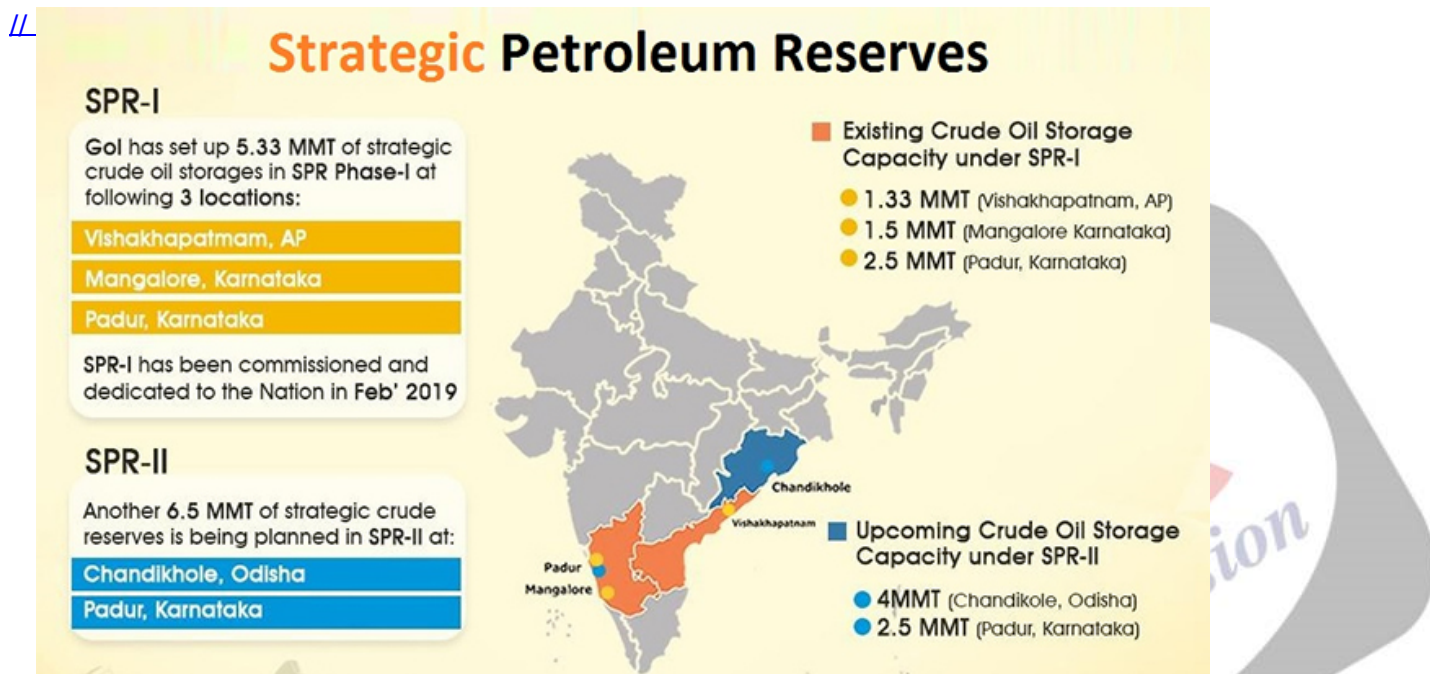 //
Strategic Petroleum Reserves
SPR-I
GoI has set up 5.33 MMT of strategic
crude oil storages in SPR Phase-I at
following 3 locations:
Vishakhapatmam, AP
Mangalore, Karnataka
Padur, Karnataka
SPR-I has been commissioned and
dedicated to the Nation in Feb' 2019
SPR-II
Another 6.5 MMT of strategic crude
reserves is being planned in SPR-II at:
Chandikhole, Odisha
Padur, Karnataka
Existing Crude Oil Storage
Capacity under SPR-I
1.33 MMT (Vishakhapatnam, AP)
1.5 MMT (Mangalore Karnataka)
2.5 MMT (Padur, Karnataka)
Chandikhole
Vishakhapatnam
Padur
Mangalore
Upcoming Crude Oil Storage
Capacity under SPR-II
4MMT (Chandikole, Odisha)
2.5 MMT (Padur, Karnataka)